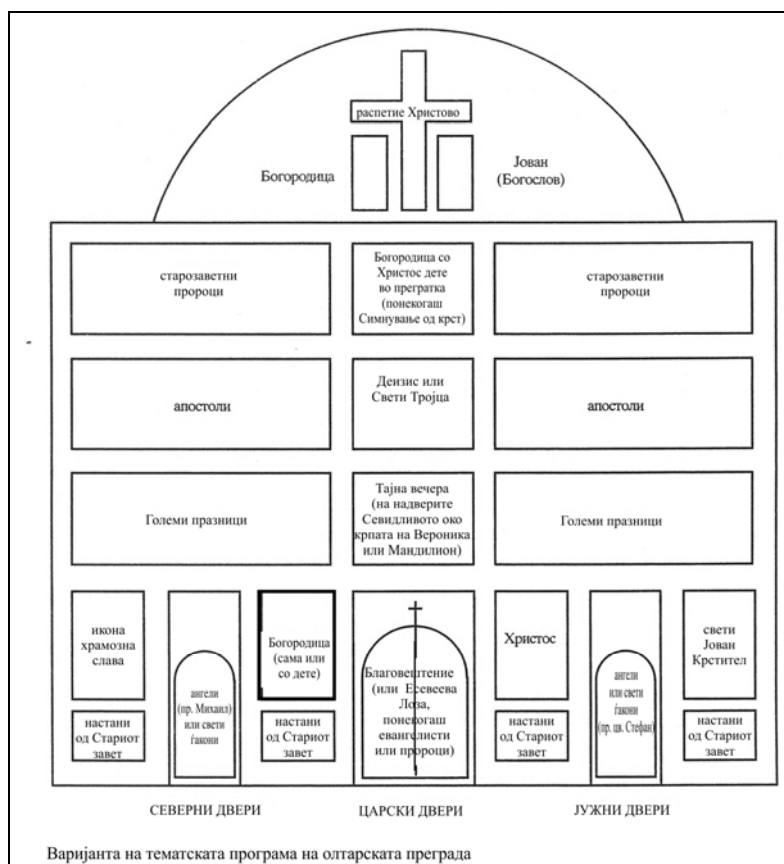 распетие Христово
Богородица
Јован
(Богослов)
старозаветни
пророци
Богородица со
Христос дете
во прегратка
(понекогаш
Симнување од крст)
старозаветни
пророци
апостоли
Деизис или
Свети Тројца
апостоли
Големи празници
Тајна вечера
(на надверите
Севидливото око
крпата на Вероника
или Мандилион)
Големи празници
икона
храмозна
слава
ангели
(пр. Михаил)
или свети
ѓакони
Богородица
(сама или
со дете)
Благовештение
(или Есевеева
Лоза,
понекогаш
евангелисти
или пророци)
Христос
ангели
или свети
ѓакони
(пр. цв. Стефан)
свети
Јован
Крстител
настани
од Стариот
завет
настани
од Стариот
завет
настани
од Стариот
завет
настани
од Стариот
завет
СЕВЕРНИ ДВЕРИ
ЦАРСКИ ДВЕРИ
ЈУЖНИ ДВЕРИ
Варијанта на тематската програма на олтарската преграда